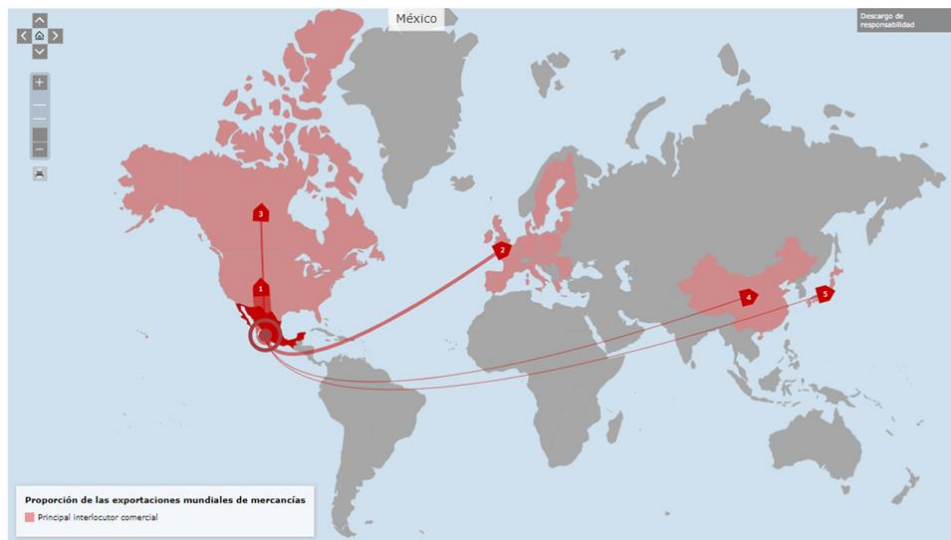 México
Descargo de
responsabilidad
3
1
2
4
5
Proporción de las exportaciones mundiales de mercancías
Principal interlocutor comercial